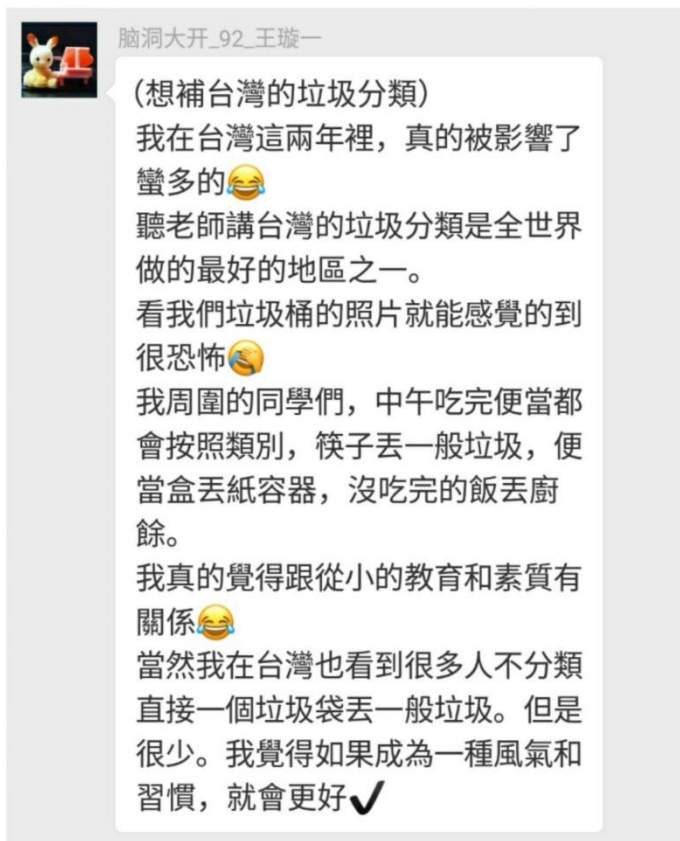 脑洞大开_92_王璇一
（想補台灣的垃圾分類）
我在台灣這兩年裡，真的被影響了
蠻多的😂
聽老師講台灣的垃圾分類是全世界
做的最好的地區之一。
看我們垃圾桶的照片就能感覺的到
很恐怖🤦
我周圍的同學們，中午吃完便當都
會按照類別，筷子丟一般垃圾，便
當盒丟紙容器，沒吃完的飯丟廚
餘。
我真的覺得跟從小的教育和素質有
關係😂
當然我在台灣也看到很多人不分類
直接一個垃圾袋丟一般垃圾。但是
很少。我覺得如果成為一種風氣和
習慣，就會更好✔